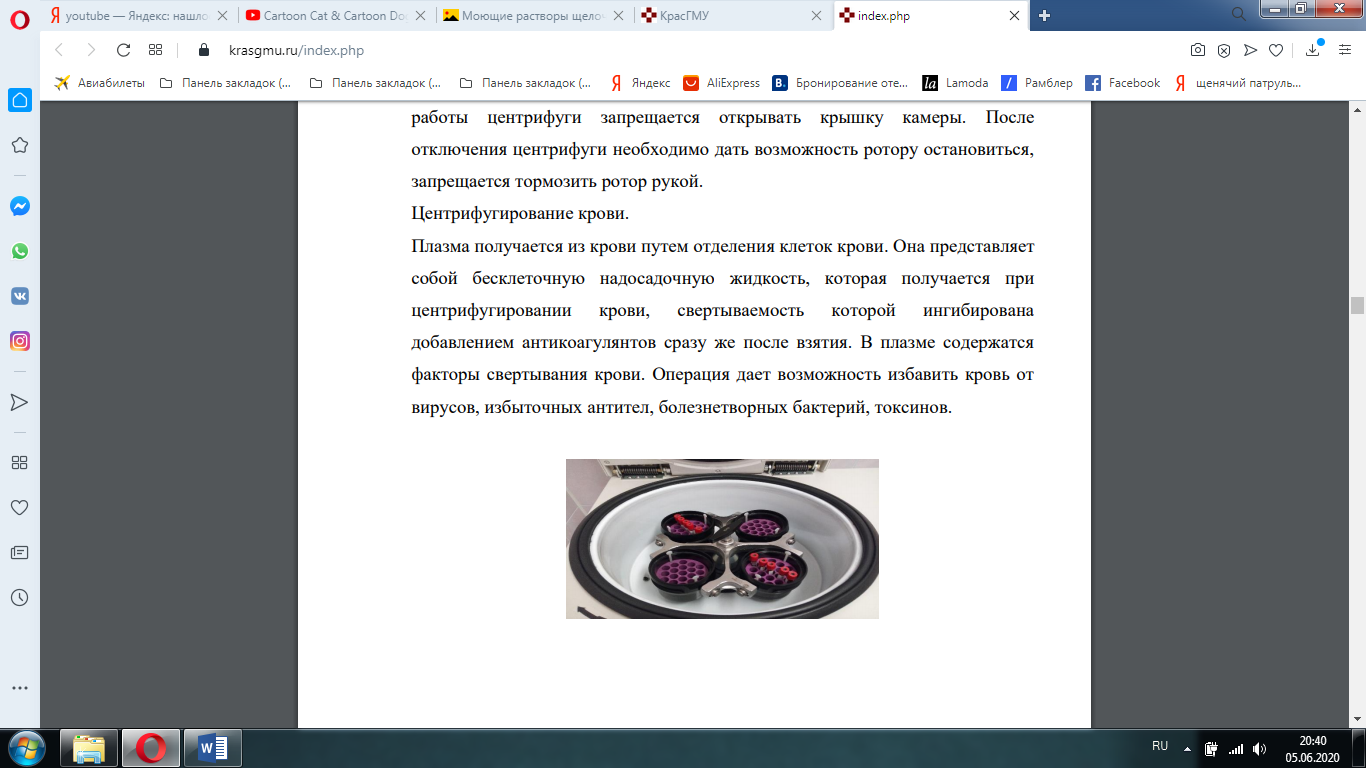 youtube — Яндекс: нашло
Cartoon Cat & Cartoon Do
Моющие растворы щелоч
КрасГМУ
index.php
krasgmu.ru/index.php
Авиабилеты
Панель закладок (...
Панель закладок (...
Панель закладок (...
Яндекс
AliExpress
B.
Бронирование оте...
la
Lamoda
Рамблер
Facebook
щенячий патруль...
работы центрифуги запрещается открывать крышку камеры. После
отключения центрифуги необходимо дать возможность ротору остановиться,
запрещается тормозить ротор рукой.
Центрифугирование крови.
Плазма получается из крови путем отделения клеток крови. Она представляет
собой бесклеточную надосадочную жидкость, которая получается при
центрифугировании крови, свертываемость которой ингибирована
добавлением антикоагулянтов сразу же после взятия. В плазме содержатся
факторы свертывания крови. Операция дает возможность избавить кровь от
вирусов, избыточных антител, болезнетворных бактерий, токсинов.
RU
20:40
05.06.2020